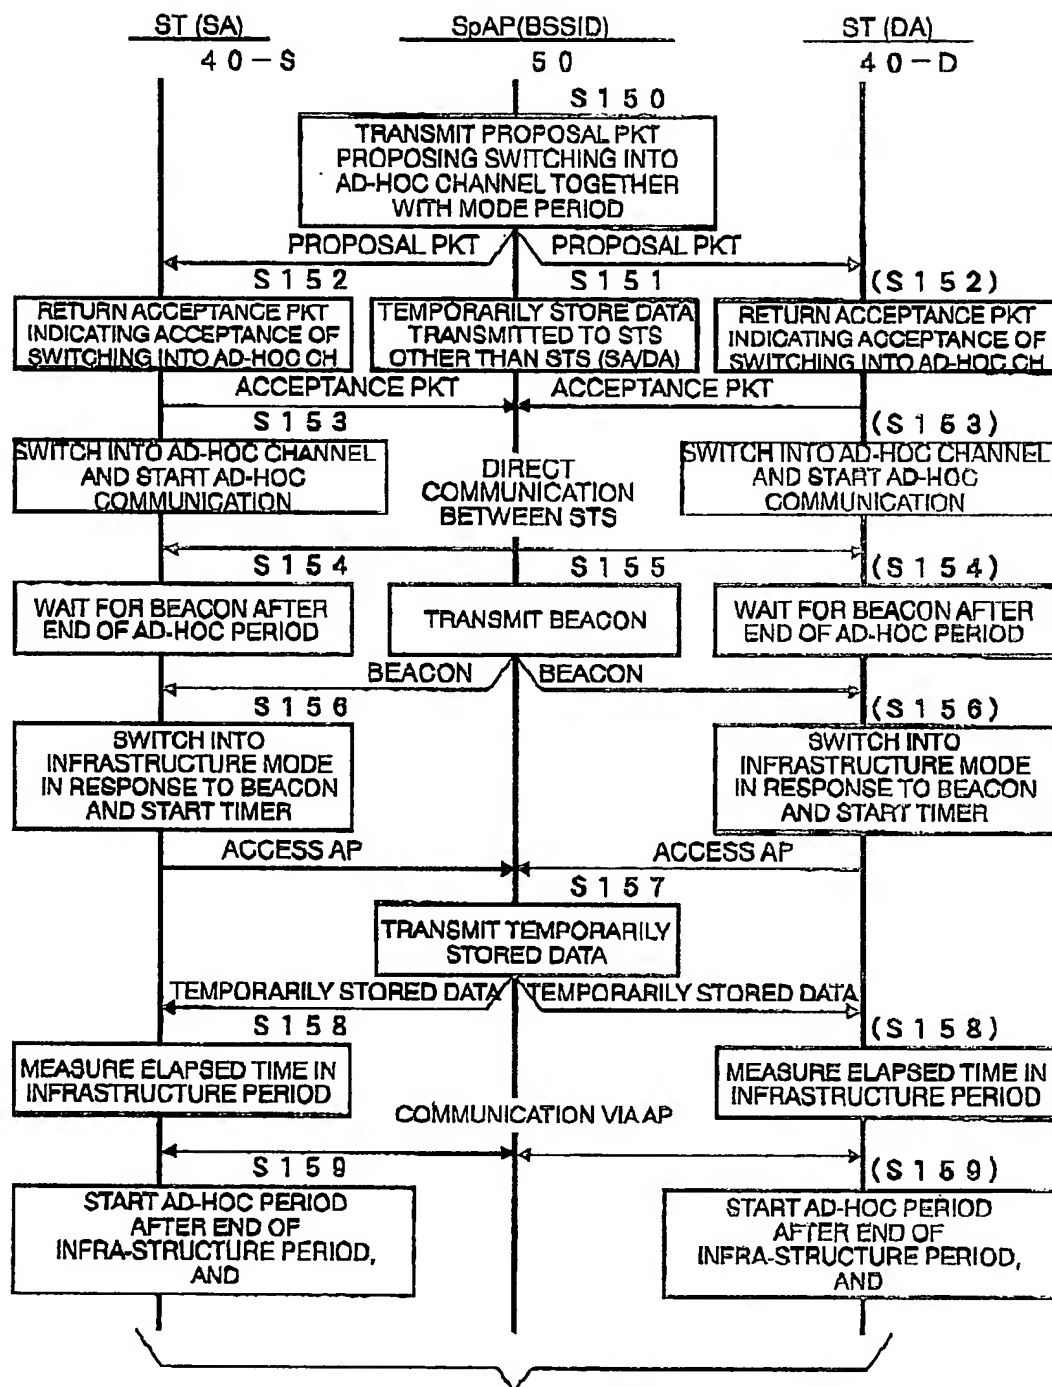 ST (SA)
SpAP(BSSID)
ST (DA)
40-S
50
40-D
S150
TRANSMIT PROPOSAL PKT
PROPOSING SWITCHING INTO
AD-HOC CHANNEL TOGETHER
WITH MODE PERIOD
PROPOSAL PKT
PROPOSAL PKT
S152
S151
(S152)
RETURN ACCEPTANCE PKT
INDICATING ACCEPTANCE OF
SWITCHING INTO AD-HOC CH
TEMPORARILY STORE DATA
TRANSMITTED TO STS
OTHER THAN STS (SA/DA)
RETURN ACCEPTANCE PKT
INDICATING ACCEPTANCE OF
SWITCHING INTO AD-HOC CH
ACCEPTANCE PKT
ACCEPTANCE PKT
S153
(S153)
SWITCH INTO AD-HOC CHANNEL
AND START AD-HOC
COMMUNICATION
DIRECT
COMMUNICATION
BETWEEN STS
SWITCH INTO AD-HOC CHANNEL
AND START AD-HOC
COMMUNICATION
S154
S155
(S154)
WAIT FOR BEACON AFTER
END OF AD-HOC PERIOD
TRANSMIT BEACON
WAIT FOR BEACON AFTER
END OF AD-HOC PERIOD
BEACON
BEACON
S156
(S156)
SWITCH INTO
INFRASTRUCTURE MODE
IN RESPONSE TO BEACON
AND START TIMER
SWITCH INTO
INFRASTRUCTURE MODE
IN RESPONSE TO BEACON
AND START TIMER
ACCESS AP
ACCESS AP
S157
TRANSMIT TEMPORARILY
STORED DATA
TEMPORARILY STORED DATA
TEMPORARILY STORED DATA
S158
(S158)
MEASURE ELAPSED TIME IN
INFRASTRUCTURE PERIOD
MEASURE ELAPSED TIME IN
INFRASTRUCTURE PERIOD
COMMUNICATION VIA AP
S159
(S159)
START AD-HOC PERIOD
AFTER END OF
INFRA-STRUCTURE PERIOD,
AND
START AD-HOC PERIOD
AFTER END OF
INFRA-STRUCTURE PERIOD,
AND